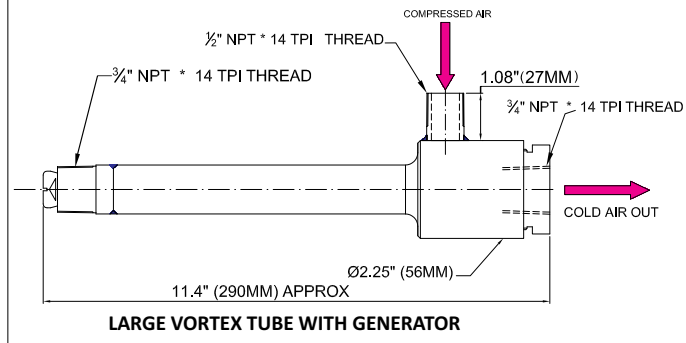 COMPRESSED AIR
½" NPT * 14 TPI THREAD
1.08"(27MM)
¾" NPT * 14 TPI THREAD
¾" NPT * 14 TPI THREAD
COLD AIR OUT
Ø2.25" (56MM)
11.4" (290MM) APPROX
LARGE VORTEX TUBE WITH GENERATOR